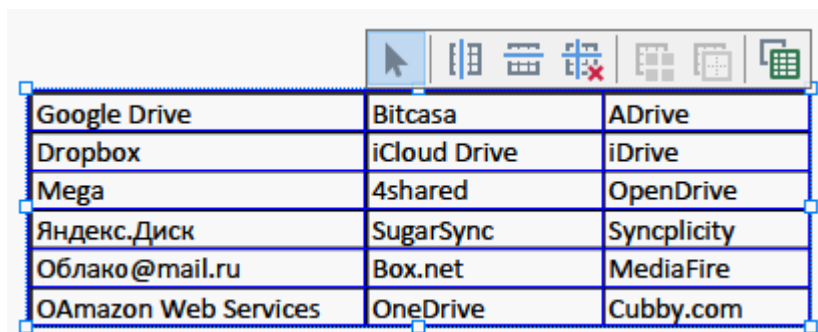 Google Drive Bitcasa ADrive
Dropbox iCloud Drive iDrive
Mega 4shared OpenDrive
Яндекс.Диск SugarSync Syncplicity
Облако@mail.ru Box.net MediaFire
OAmazon Web Services OneDrive Cubby.com